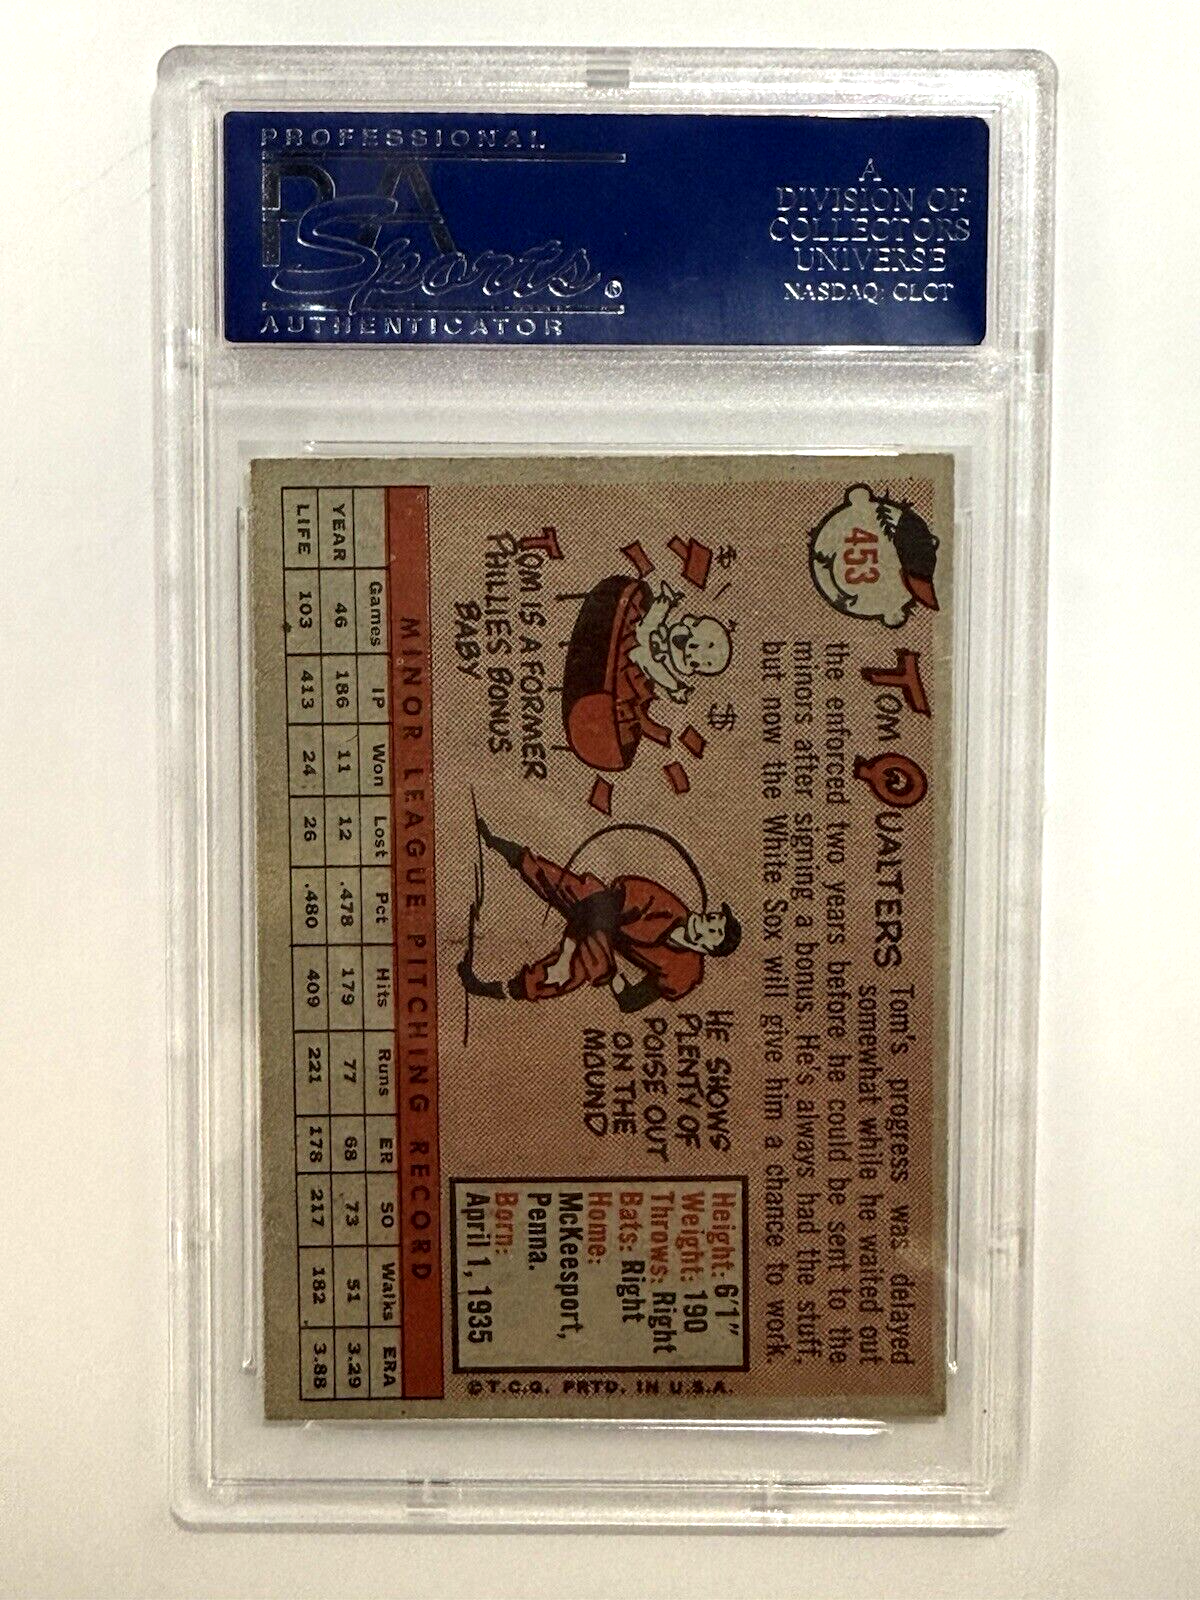 PROFESSIONAL
PSA
Sports®
AUTHENTICATOR
A
DIVISION OF
COLLECTORS
UNIVERSE
NASDAQ: CLCT
453
TOM QUALTERS Tom's progress was delayed
somewhat while he waited out
the enforced two years before he could be sent to the
minors after signing a bonus. He's always had the stuff,
but now the White Sox will give him a chance to work.
$
$
TOM IS A FORMER
PHILLIES BONUS
BABY
HE SHOWS
PLENTY OF
POISE OUT
ON THE
MOUND
Height: 6'1"
Weight: 190
Throws: Right
Bats: Right
Home:
McKeesport,
Penna.
Born:
April 1, 1935
©T.C.G. PRTD. IN U.S.A.
MINOR LEAGUE PITCHING RECORD
Games IP Won Lost Pct Hits Runs ER SO Walks ERA
YEAR 46 186 11 12 .478 179 77 68 73 51 3.29
LIFE 103 413 24 26 .480 409 221 178 217 182 3.88